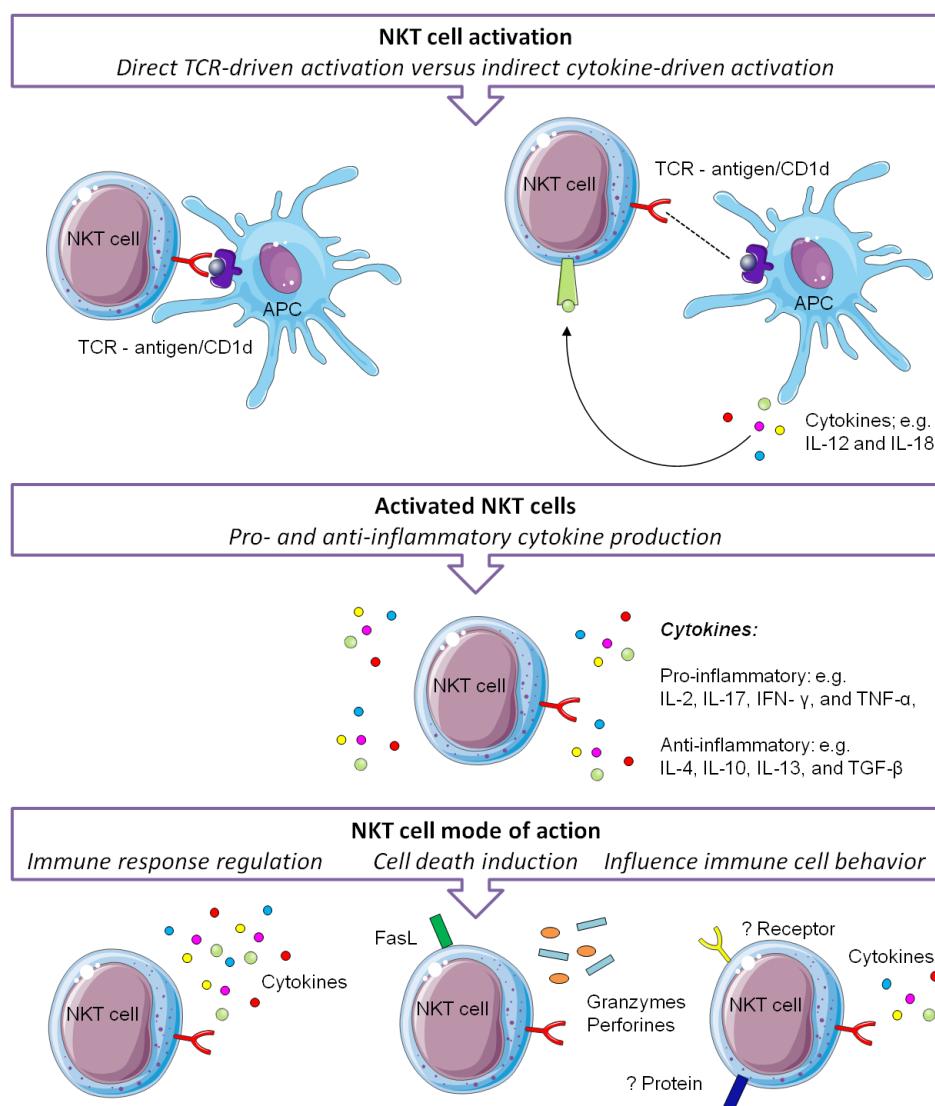 NKT cell activation
Direct TCR-driven activation versus indirect cytokine-driven activation
NKT cell
APC
TCR - antigen/CD1d
NKT cell
TCR - antigen/CD1d
APC
Cytokines; e.g.
IL-12 and IL-18
Activated NKT cells
Pro- and anti-inflammatory cytokine production
NKT cell
Cytokines:
Pro-inflammatory: e.g.
IL-2, IL-17, IFN- γ, and TNF-α,
Anti-inflammatory: e.g.
IL-4, IL-10, IL-13, and TGF-β
NKT cell mode of action
Immune response regulation
Cell death induction
Influence immune cell behavior
NKT cell
Cytokines
FasL
NKT cell
Granzymes
Perforines
? Receptor
NKT cell
Cytokines
? Protein